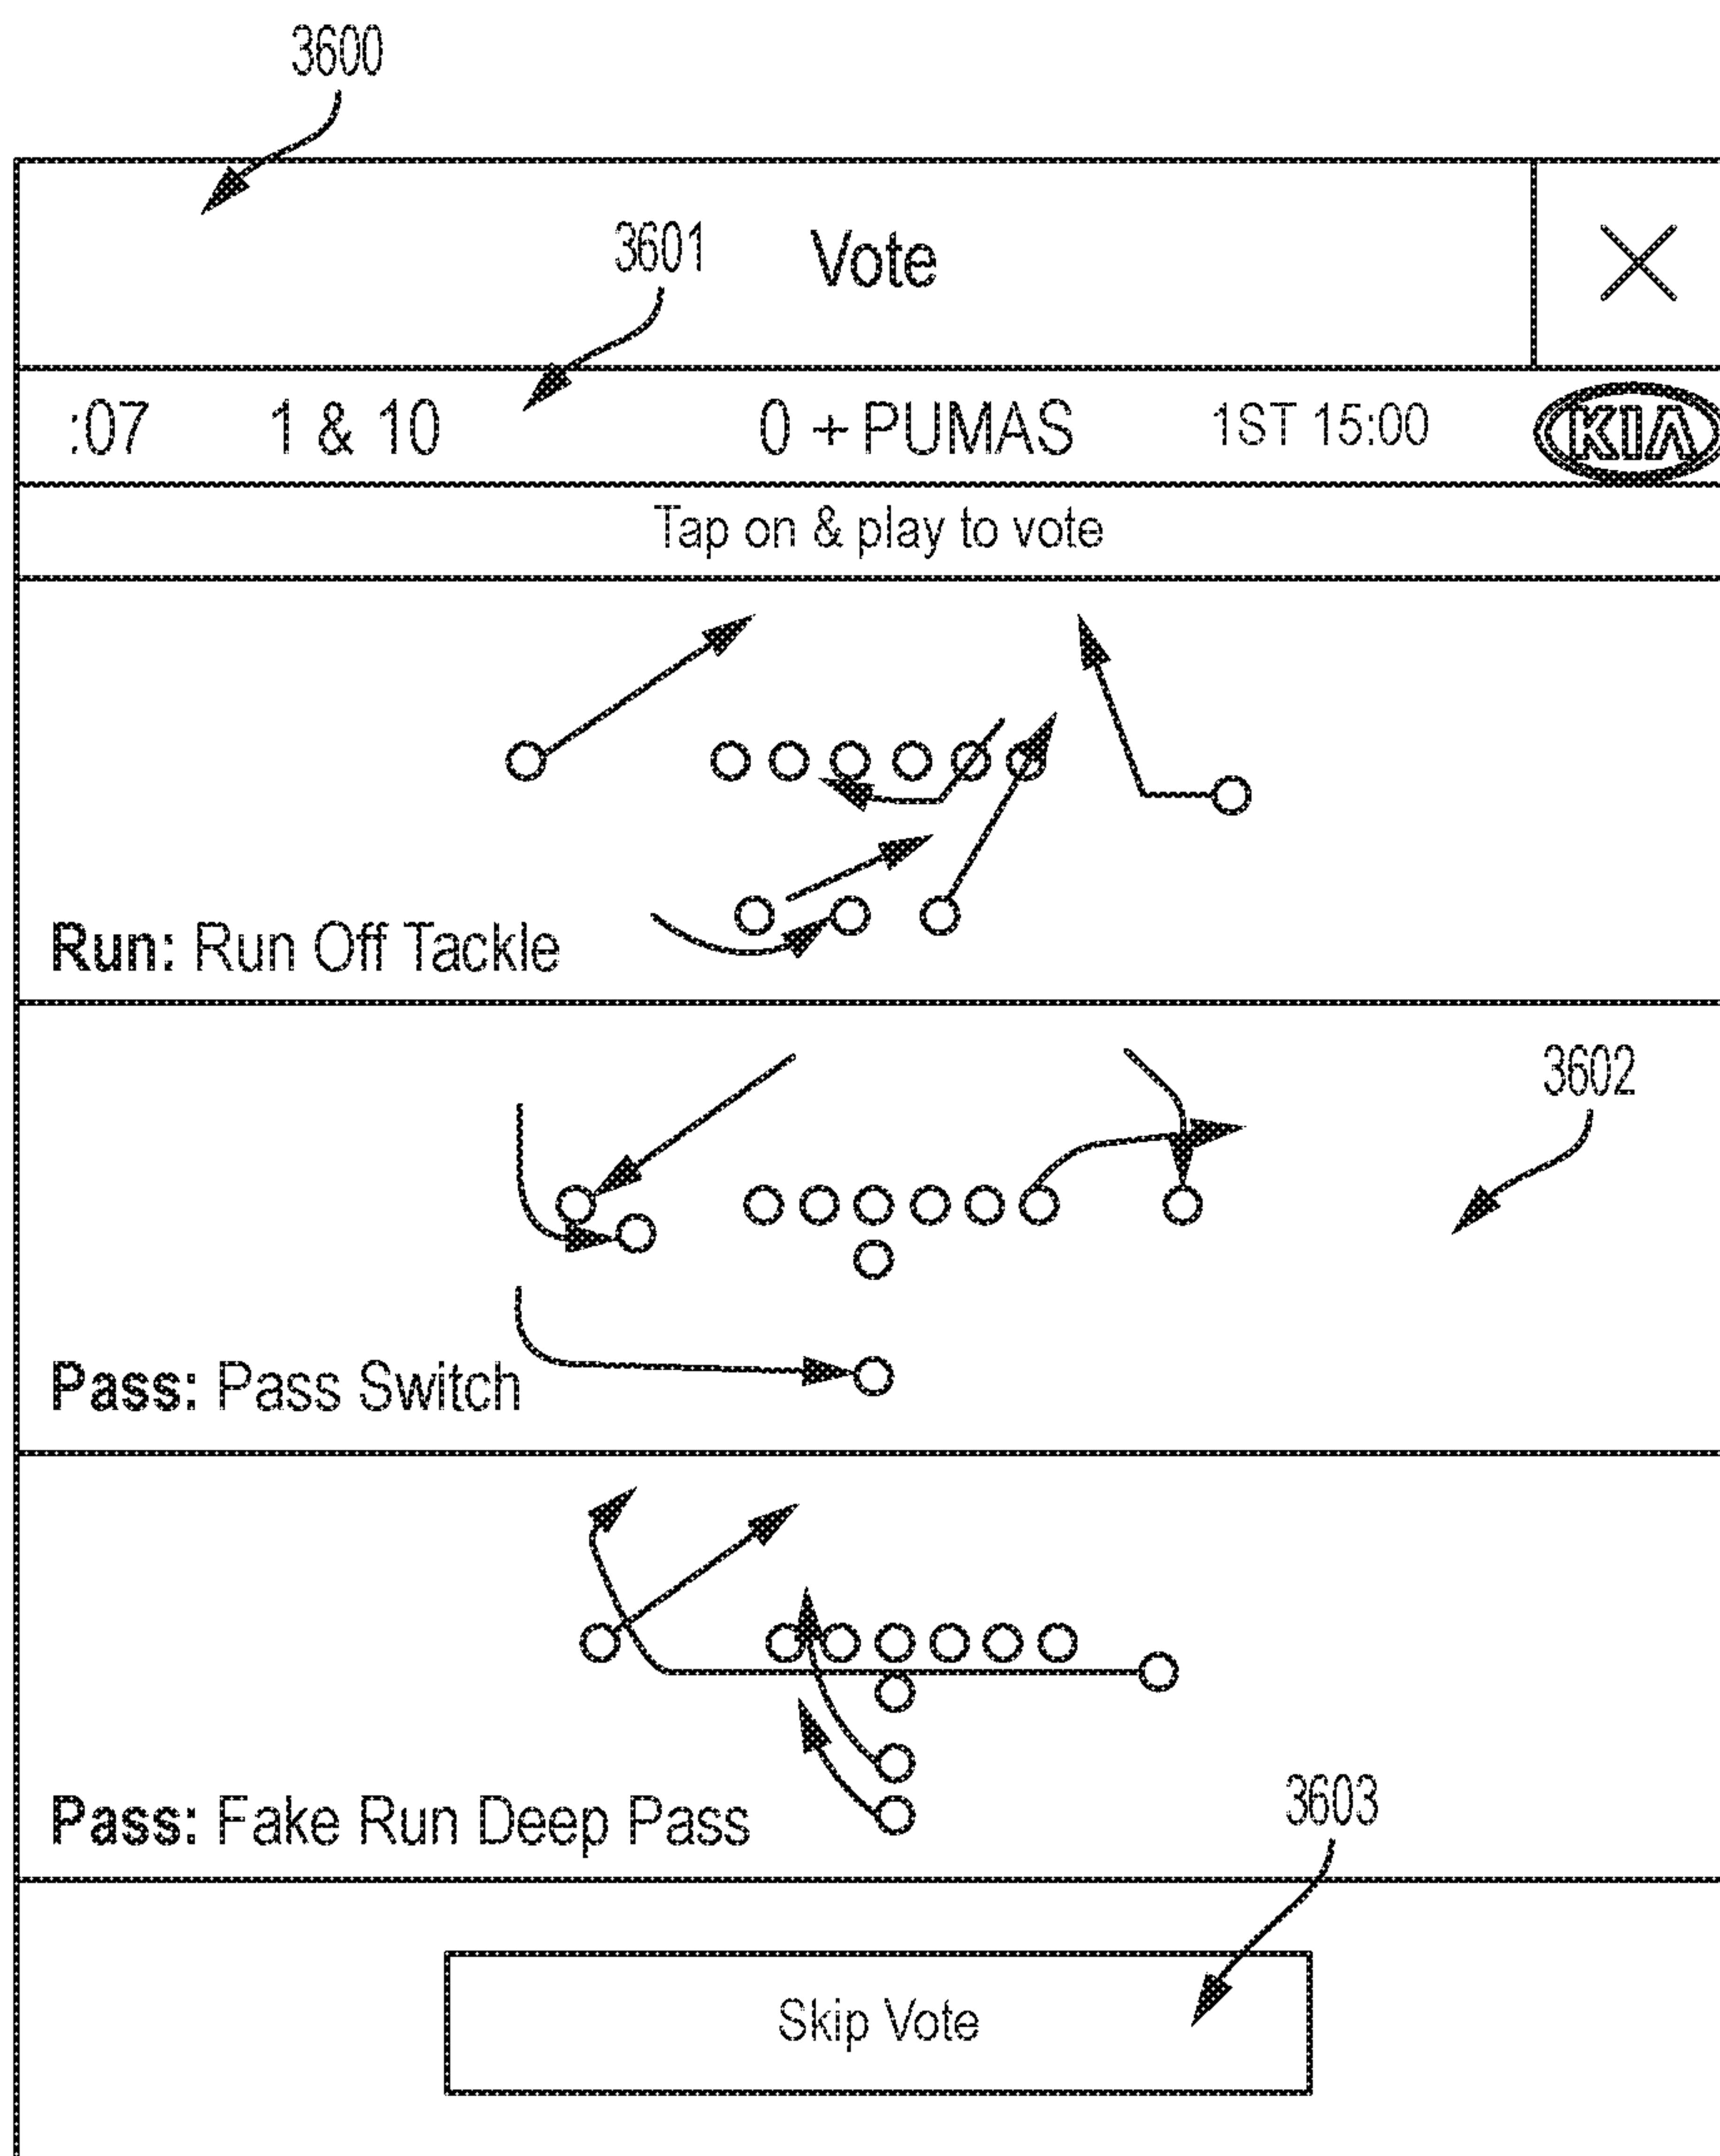 3600
3601
Vote
:07 1 & 10 0 + PUMAS 1ST 15:00 KIA
Tap on & play to vote
Run: Run Off Tackle
3602
Pass: Pass Switch
Pass: Fake Run Deep Pass
3603
Skip Vote